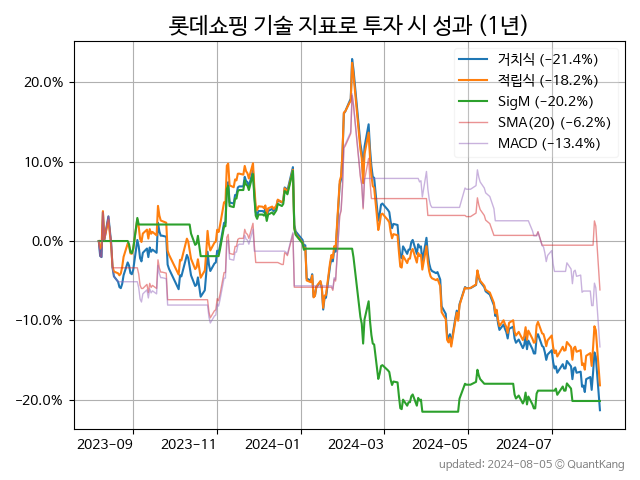 롯데쇼핑 기술 지표로 투자 시 성과 (1년)
거치식 (−21.4%)
적립식 (−18.2%)
SigM (−20.2%)
SMA(20) (−6.2%)
MACD (−13.4%)
20.0%
10.0%
0.0%
−10.0%
−20.0%
2023-09 2023-11 2024-01 2024-03 2024-05 2024-07
updated: 2024-08-05 © QuantKang